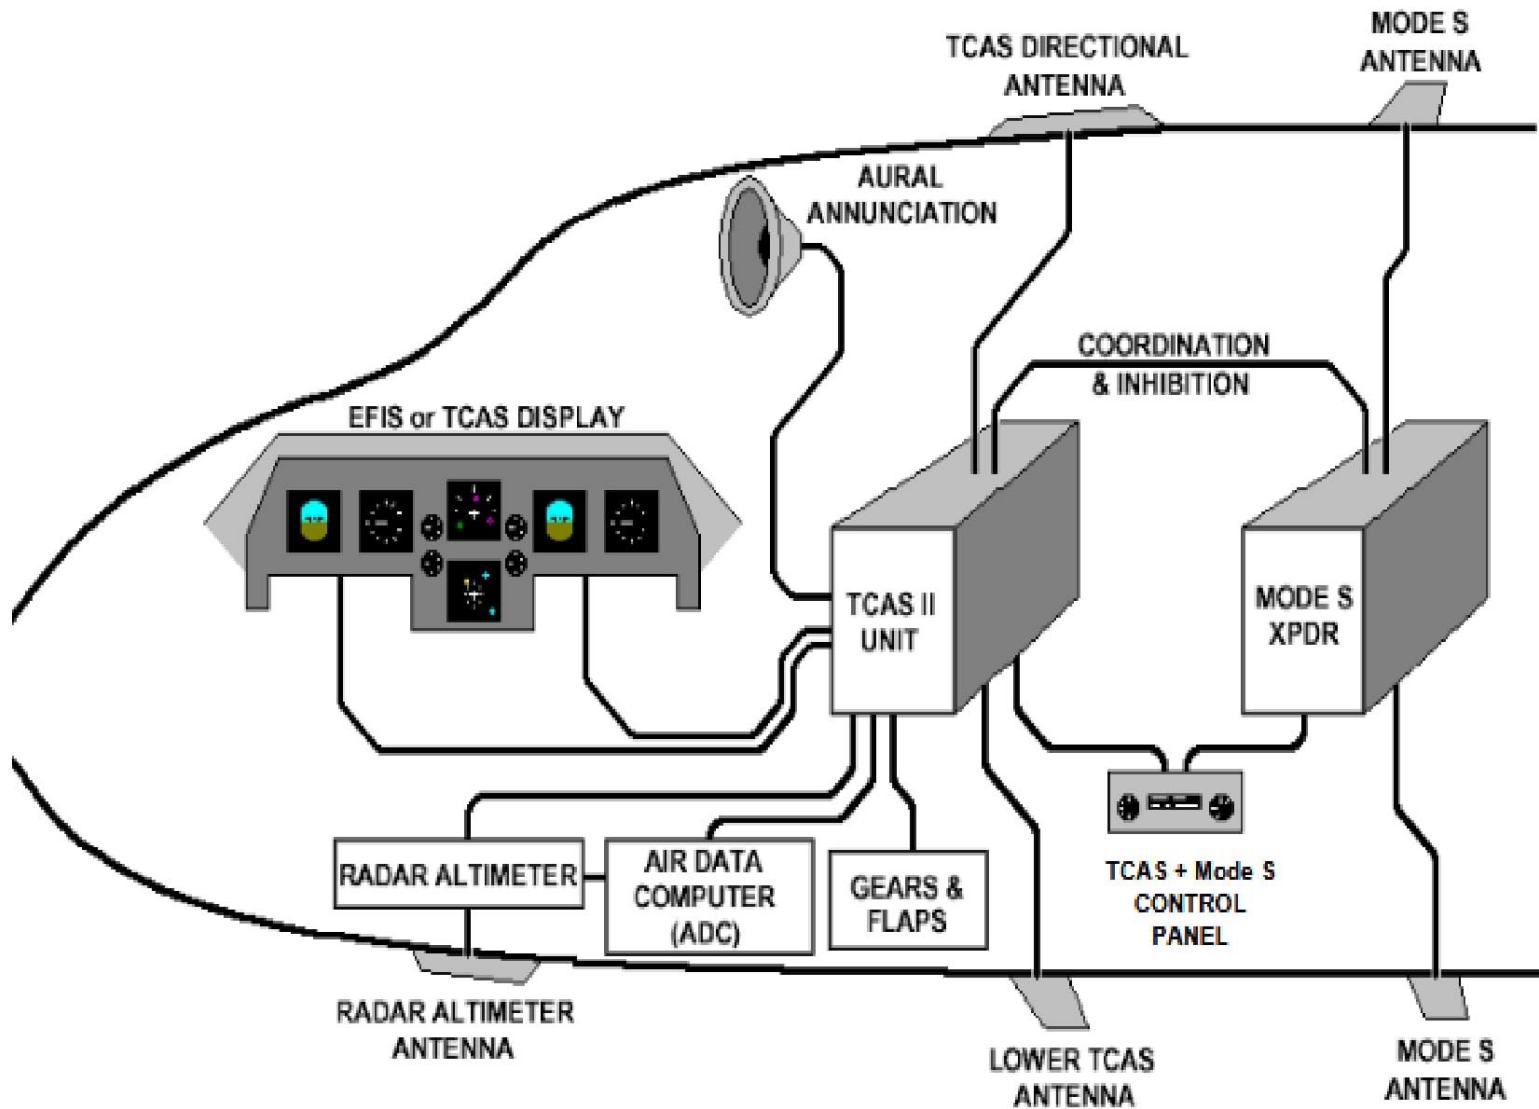 MODE S
ANTENNA
TCAS DIRECTIONAL
ANTENNA
AURAL
ANNUNCIATION
COORDINATION
& INHIBITION
EFIS or TCAS DISPLAY
TCAS II
UNIT
MODE S
XPDR
RADAR ALTIMETER
AIR DATA
COMPUTER
(ADC)
GEARS &
FLAPS
TCAS + Mode S
CONTROL
PANEL
RADAR ALTIMETER
ANTENNA
LOWER TCAS
ANTENNA
MODE S
ANTENNA